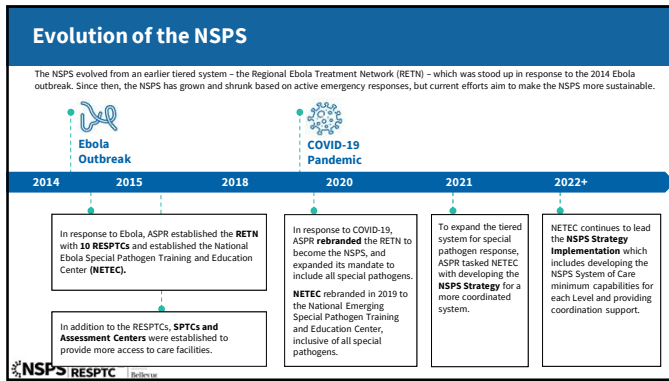 Evolution of the NSPS
The NSPS evolved from an earlier tiered system – the Regional Ebola Treatment Network (RETN) – which was stood up in response to the 2014 Ebola
outbreak. Since then, the NSPS has grown and shrunk based on active emergency responses, but current efforts aim to make the NSPS more sustainable.
Ebola
Outbreak
COVID-19
Pandemic
2014 2015 2018 2020 2021 2022+
In response to Ebola, ASPR established the RETN
with 10 RESPTCs and established the National
Ebola Special Pathogen Training and Education
Center (NETEC).
In addition to the RESPTCs, SPTCs and
Assessment Centers were established to
provide more access to care facilities.
In response to COVID-19,
ASPR rebranded the RETN to
become the NSPS, and
expanded its mandate to
include all special pathogens.
NETEC rebranded in 2019 to
the National Emerging
Special Pathogen Training
and Education Center,
inclusive of all special
pathogens.
To expand the tiered
system for special
pathogen response,
ASPR tasked NETEC
with developing the
NSPS Strategy for a
more coordinated
system.
NETEC continues to lead
the NSPS Strategy
Implementation which
includes developing the
NSPS System of Care
minimum capabilities for
each Level and providing
coordination support.
NSPS RESPTC Bellevue